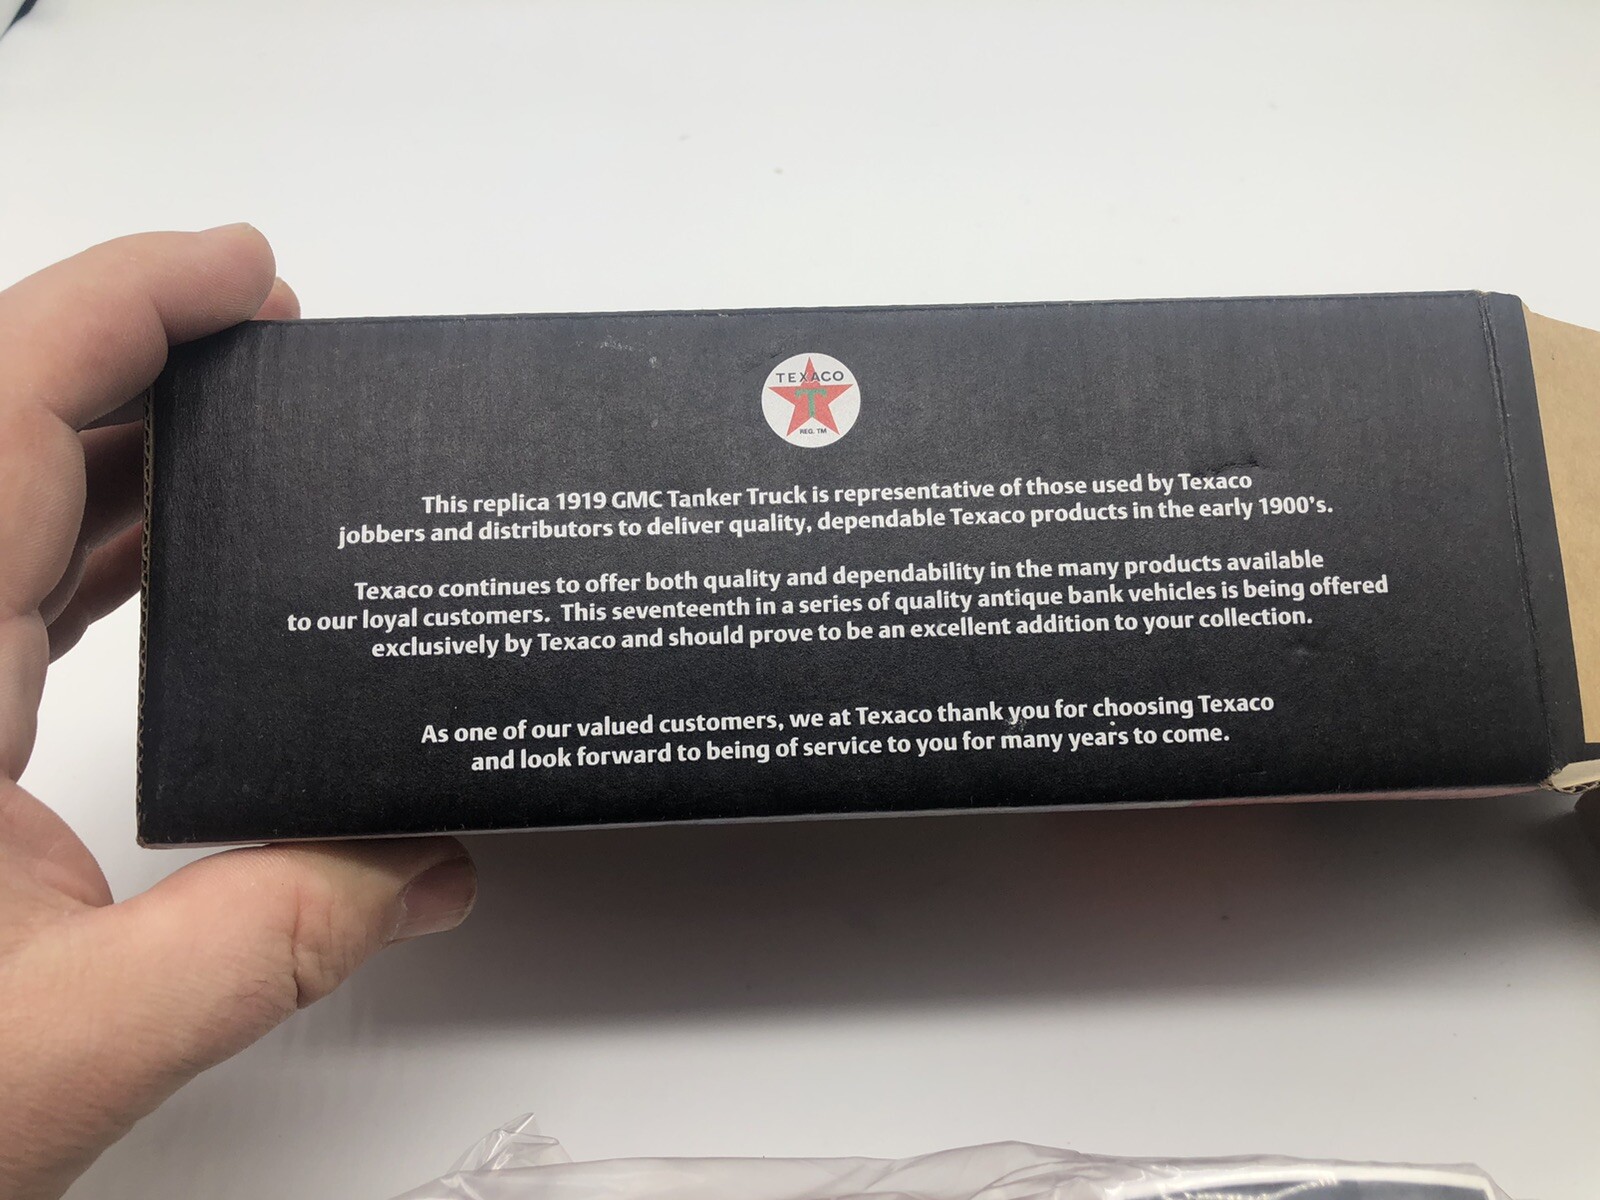 TEXACO
T
REG. TM
This replica 1919 GMC Tanker Truck is representative of those used by Texaco
jobbers and distributors to deliver quality, dependable Texaco products in the early 1900's.
Texaco continues to offer both quality and dependability in the many products available
to our loyal customers. This seventeenth in a series of quality antique bank vehicles is being offered
exclusively by Texaco and should prove to be an excellent addition to your collection.
As one of our valued customers, we at Texaco thank you for choosing Texaco
and look forward to being of service to you for many years to come.